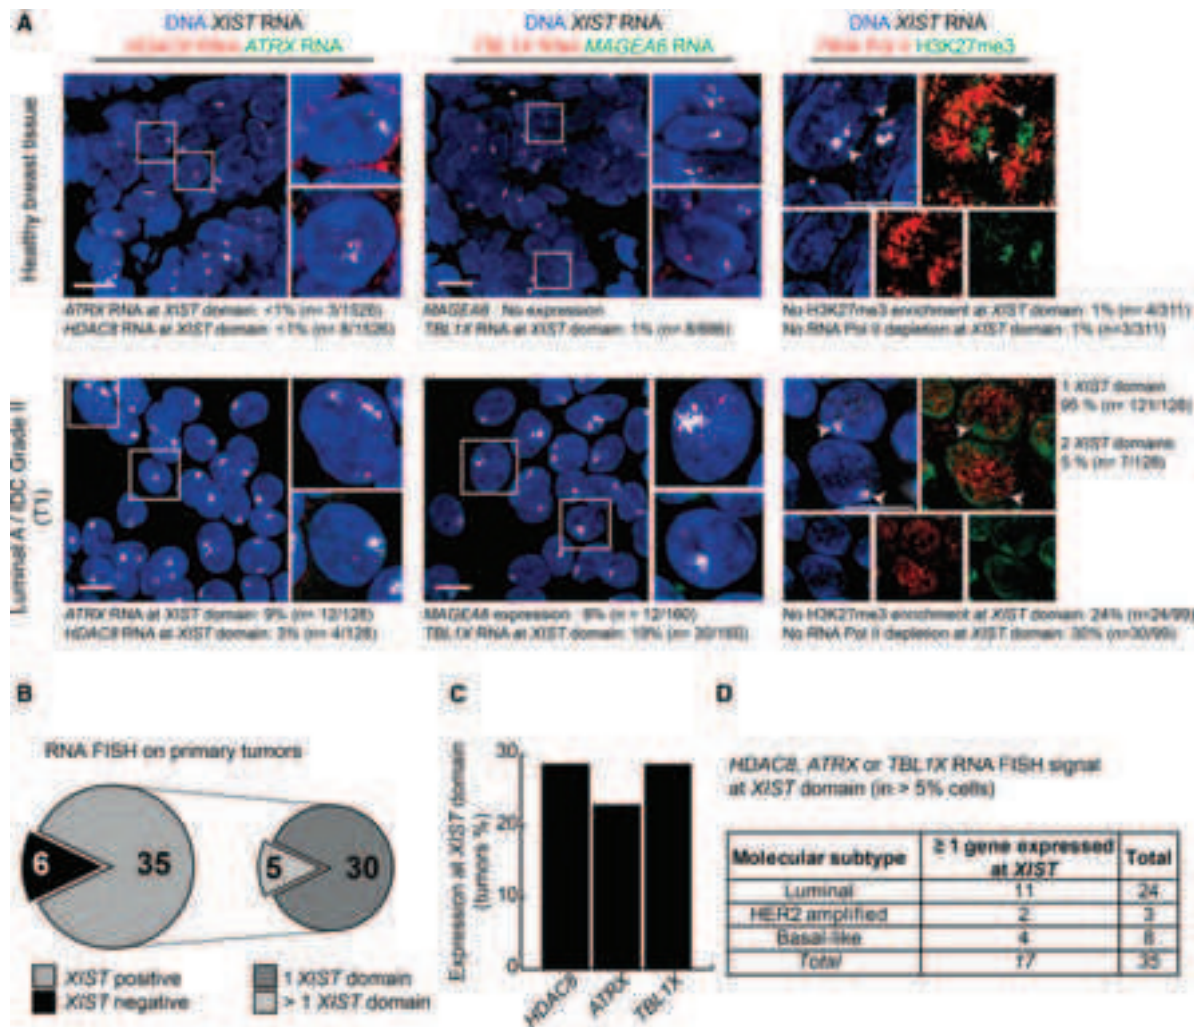 A
DNA XIST RNA
HDAC8 RNA ATRX RNA
DNA XIST RNA
TBL1X RNA MAGEA6 RNA
DNA XIST RNA
RNA Pol II H3K27me3
Healthy breast tissue
ATRX RNA at XIST domain: <1% (n= 3/1526)
HDAC8 RNA at XIST domain: <1% (n= 8/1526)
MAGEA6 : No expression
TBL1X RNA at XIST domain: 1% (n=
No H3K27me3 enrichment at XIST domain: 1% (n= 4/311)
No RNA Pol II depletion at XIST domain: 1% (n=3/311)
Luminal A / IDC Grade II
(T1)
1 XIST domain
95 % (n= 121/128)
2 XIST domains
5 % (n= 7/128)
ATRX RNA at XIST domain: 9% (n= 12/128)
HDAC8 RNA at XIST domain: 3% (n= 4/128)
MAGEA6 expression : 8% (n = 12/160)
TBL1X RNA at XIST domain:
No H3K27me3 enrichment at XIST domain: 24% (n=24/99)
No RNA Pol II depletion at XIST domain: 30% (n=30/99)
B
RNA FISH on primary tumors
6
35
5
30
XIST positive
XIST negative
1 XIST domain
> 1 XIST domain
C
Expression at XIST domain
(tumors %)
30
20
10
0
HDAC8
ATRX
TBL1X
D
HDAC8, ATRX or TBL1X RNA FISH signal
at XIST domain (in > 5% cells)
Molecular subtype ≥ 1 gene expressed at XIST Total
Luminal 11 24
HER2 amplified 2 3
Basal-like 4 8
Total 17 35